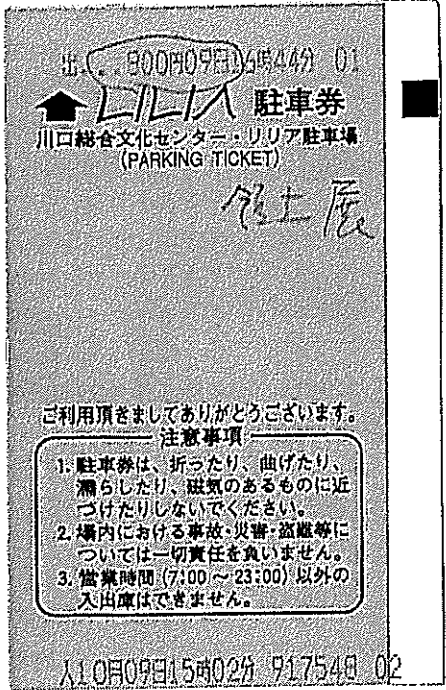 出... 800円09日16時44分 01
リリア 駐車券
川口総合文化センター・リリア駐車場
(PARKING TICKET)
領土展
ご利用頂きましてありがとうございます。
注意事項
1. 駐車券は、折ったり、曲げたり、
濡らしたり、磁気のあるものに近
づけたりしないでください。
2. 場内における事故・災害・盗難等に
ついては一切責任を負いません。
3. 営業時間 (7:00～23:00) 以外の
入出庫はできません。
入10月09日15時02分 917548 02